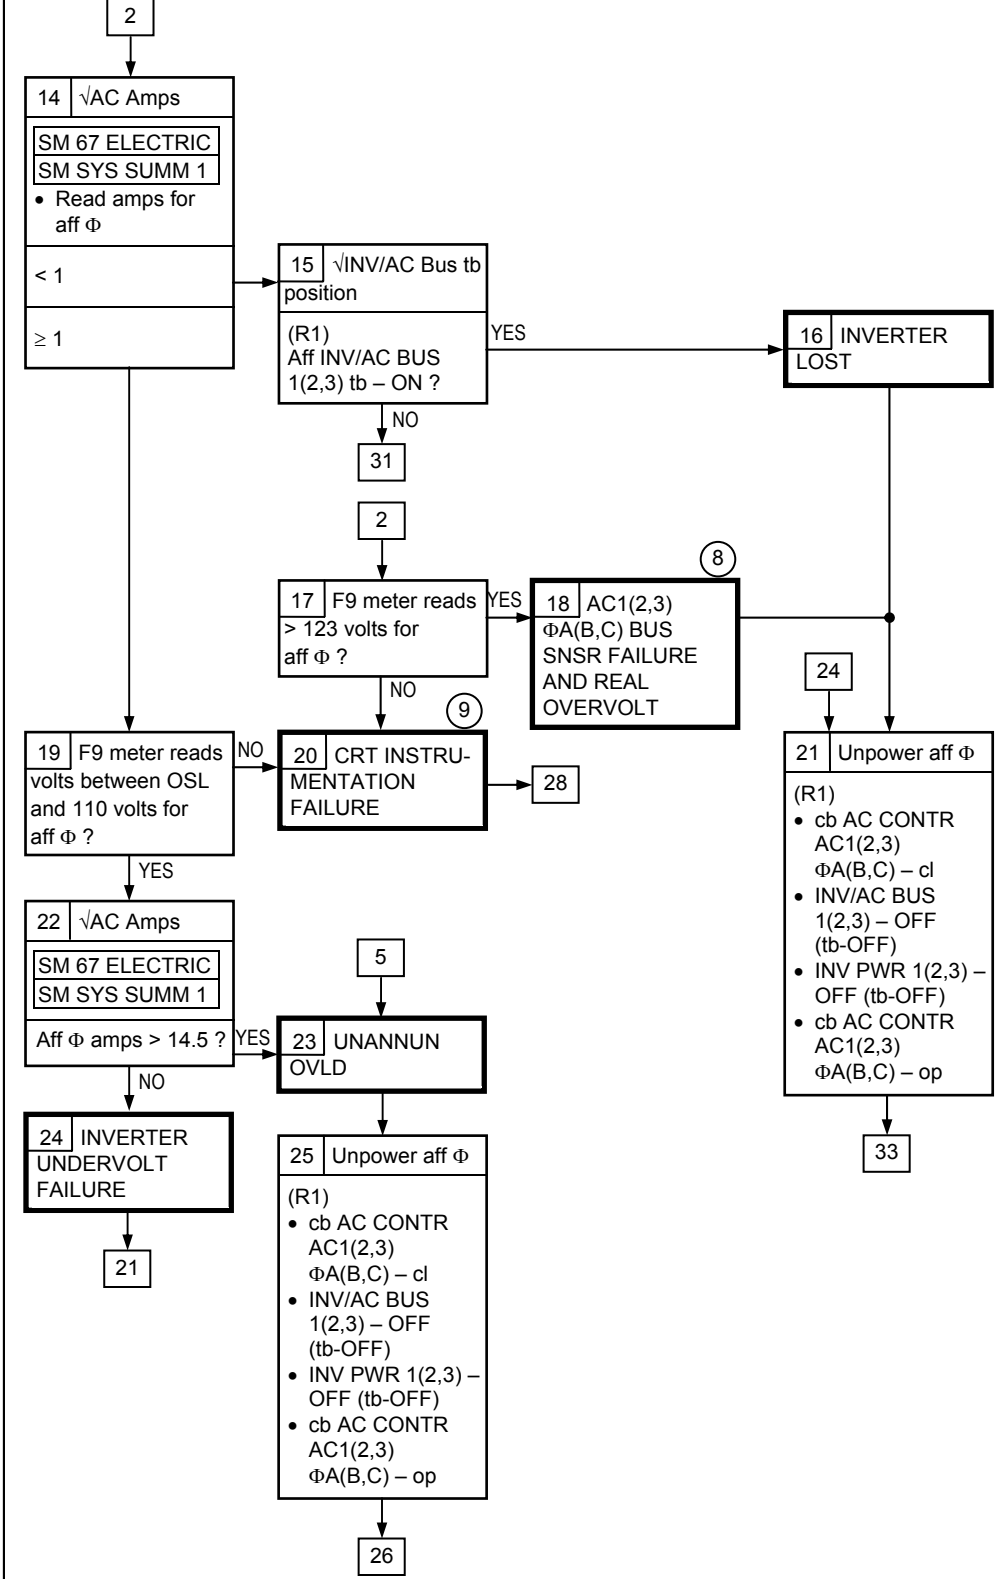 2
14 √AC Amps
SM 67 ELECTRIC
SM SYS SUMM 1
• Read amps for
aff Φ
< 1
≥ 1
15 √INV/AC Bus tb
position
(R1)
Aff INV/AC BUS
1(2,3) tb – ON ?
YES
NO
31
16 INVERTER
LOST
2
17 F9 meter reads
> 123 volts for
aff Φ ?
YES
NO
8
18 AC1(2,3)
ΦA(B,C) BUS
SNSR FAILURE
AND REAL
OVERVOLT
19 F9 meter reads
volts between OSL
and 110 volts for
aff Φ ?
NO
YES
9
20 CRT INSTRU-
MENTATION
FAILURE
28
24
21 Unpower aff Φ
(R1)
• cb AC CONTR
AC1(2,3)
ΦA(B,C) – cl
• INV/AC BUS
1(2,3) – OFF
(tb-OFF)
• INV PWR 1(2,3) –
OFF (tb-OFF)
• cb AC CONTR
AC1(2,3)
ΦA(B,C) – op
33
22 √AC Amps
SM 67 ELECTRIC
SM SYS SUMM 1
Aff Φ amps > 14.5 ?
YES
NO
5
23 UNANNUN
OVLD
24 INVERTER
UNDERVOLT
FAILURE
21
25 Unpower aff Φ
(R1)
• cb AC CONTR
AC1(2,3)
ΦA(B,C) – cl
• INV/AC BUS
1(2,3) – OFF
(tb-OFF)
• INV PWR 1(2,3) –
OFF (tb-OFF)
• cb AC CONTR
AC1(2,3)
ΦA(B,C) – op
26